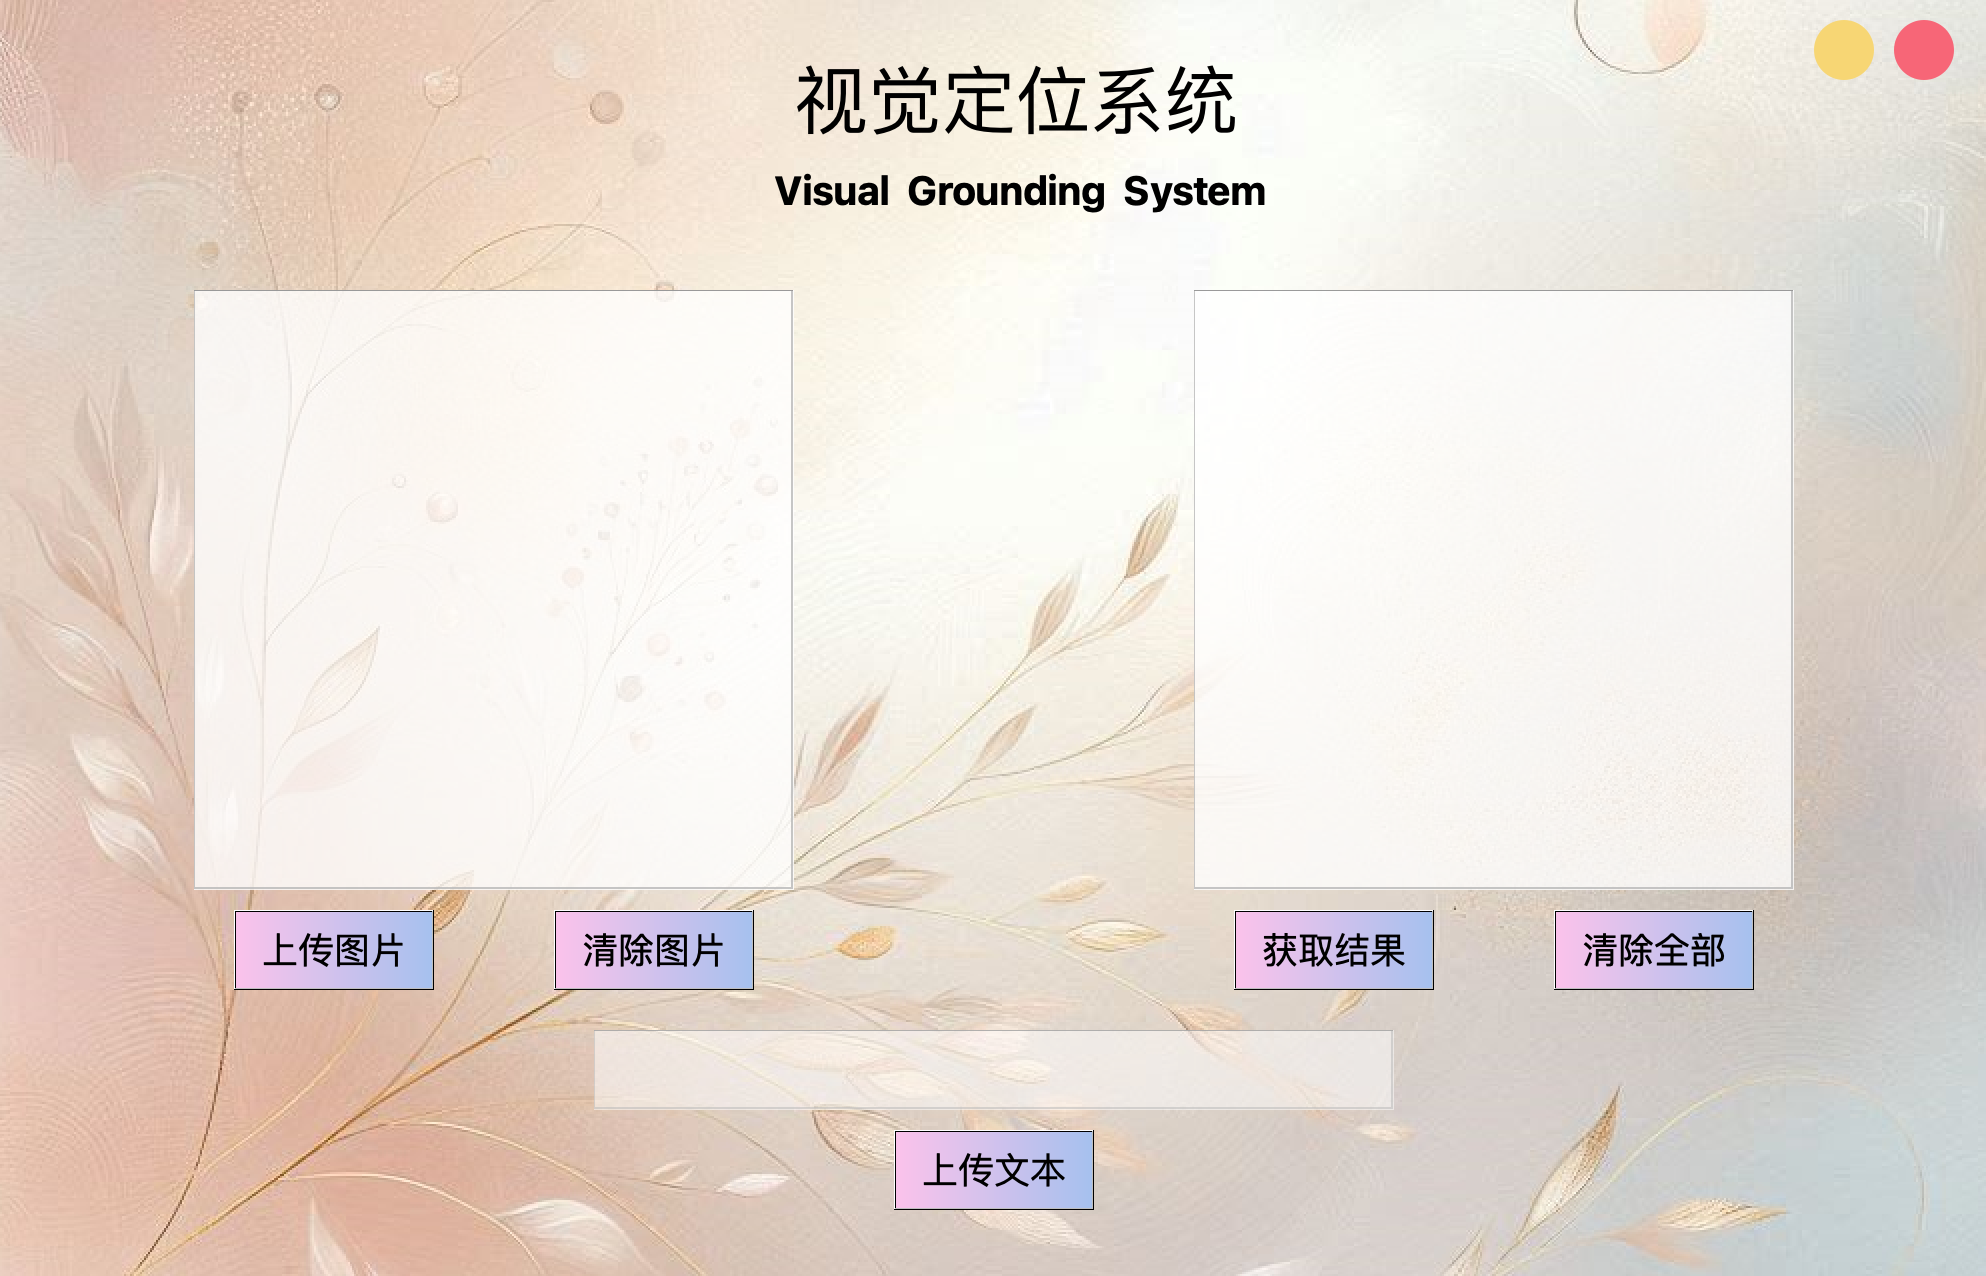 视觉定位系统
Visual Grounding System
上传图片
清除图片
获取结果
清除全部
上传文本